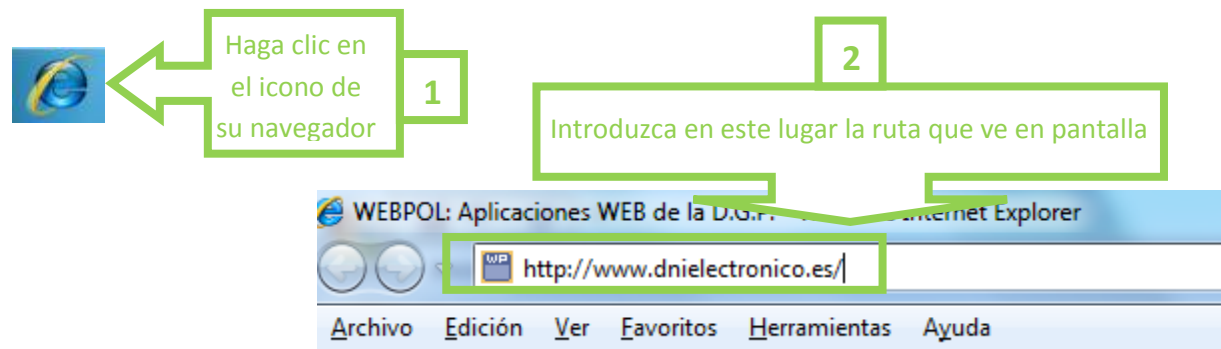 Haga clic en
el icono de
su navegador
1
2
Introduzca en este lugar la ruta que ve en pantalla
WEBPOL: Aplicaciones WEB de la D.G.P. Internet Explorer
WP
http://www.dnielectronico.es/
Archivo Edición Ver Favoritos Herramientas Ayuda